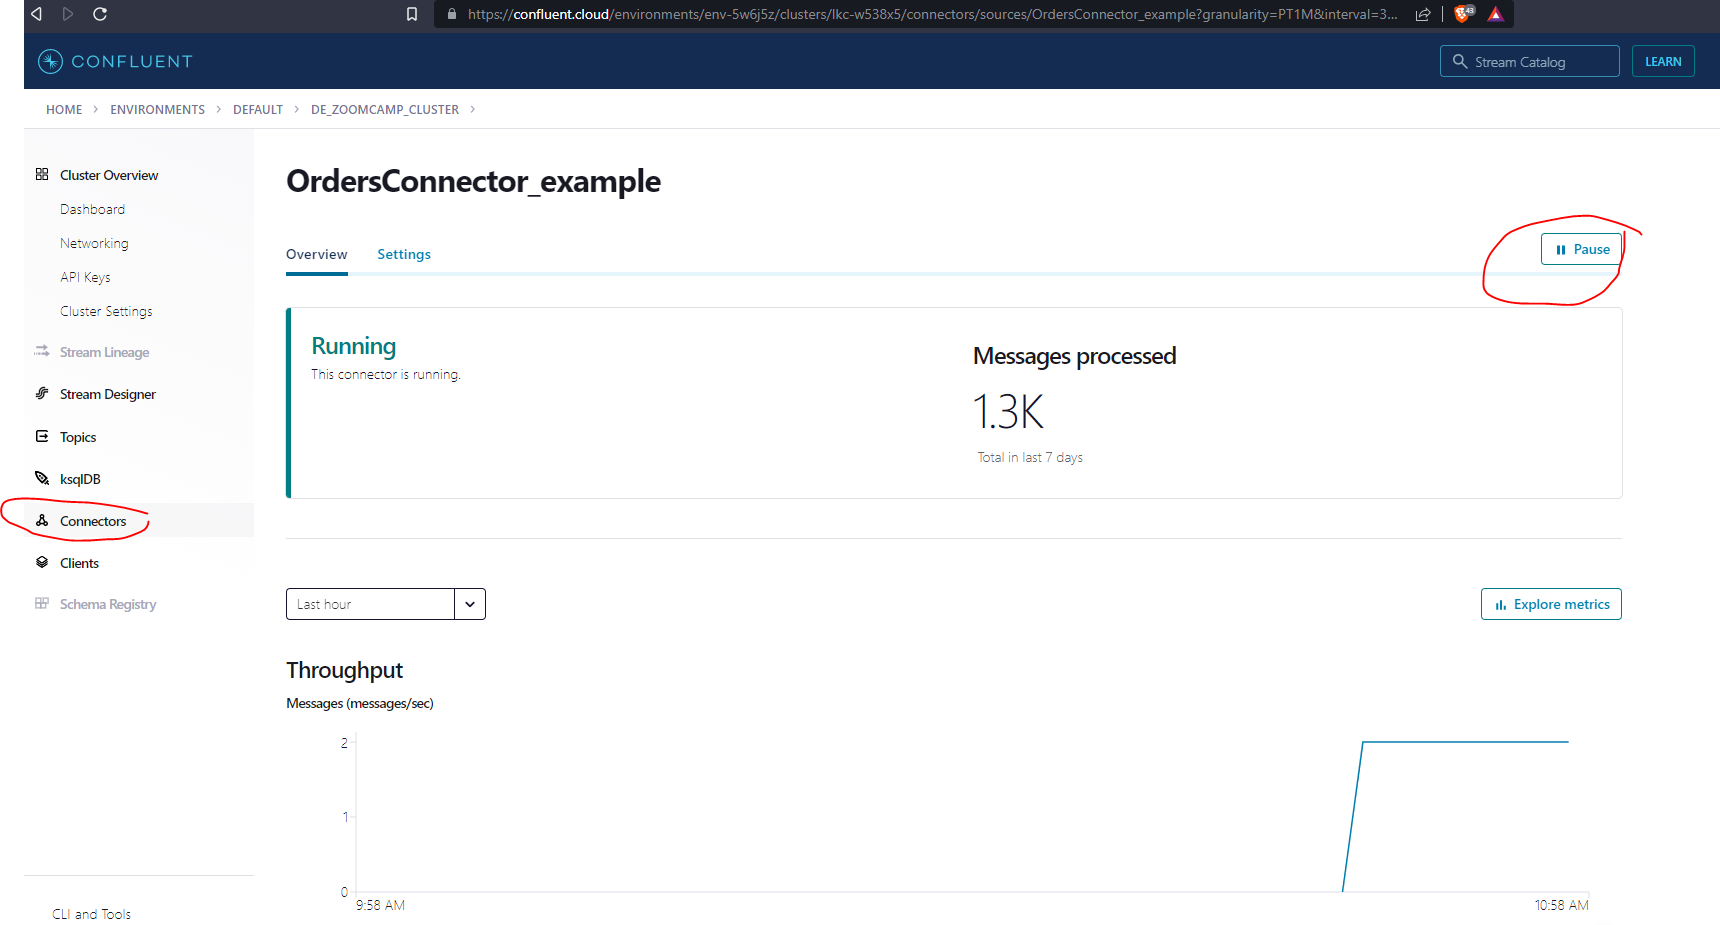 https://confluent.cloud/environments/env-5w6j5z/clusters/lkc-w538x5/connectors/sources/OrdersConnector_example?granularity=PT1M&interval=3...
43
CONFLUENT
Stream Catalog
LEARN
HOME > ENVIRONMENTS > DEFAULT > DE_ZOOMCAMP_CLUSTER >
Cluster Overview
Dashboard
Networking
API Keys
Cluster Settings
Stream Lineage
Stream Designer
Topics
ksqlDB
Connectors
Clients
Schema Registry
CLI and Tools
OrdersConnector_example
Overview
Settings
Pause
Running
This connector is running.
Messages processed
1.3K
Total in last 7 days
Last hour
Explore metrics
Throughput
Messages (messages/sec)
2
1
0
9:58 AM
10:58 AM